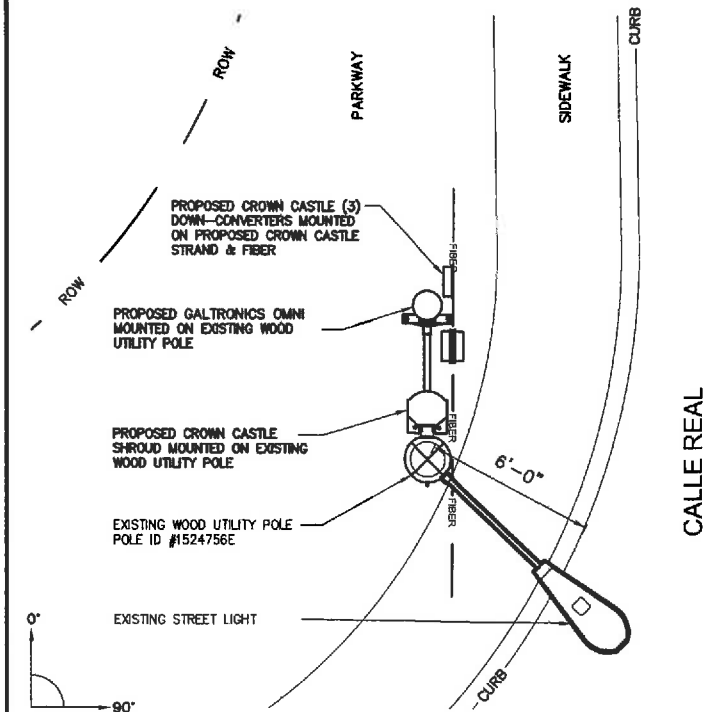 ROW
PARKWAY
SIDEWALK
CURB
PROPOSED CROWN CASTLE (3)
DOWN-CONVERTERS MOUNTED
ON PROPOSED CROWN CASTLE
STRAND & FIBER
FIBER
ROW
PROPOSED GALTRONICS OMNI
MOUNTED ON EXISTING WOOD
UTILITY POLE
PROPOSED CROWN CASTLE
SHROUD MOUNTED ON EXISTING
WOOD UTILITY POLE
FIBER
6'-0"
CALLE REAL
EXISTING WOOD UTILITY POLE
POLE ID #1524756E
FIBER
EXISTING STREET LIGHT
0°
90°
CURB